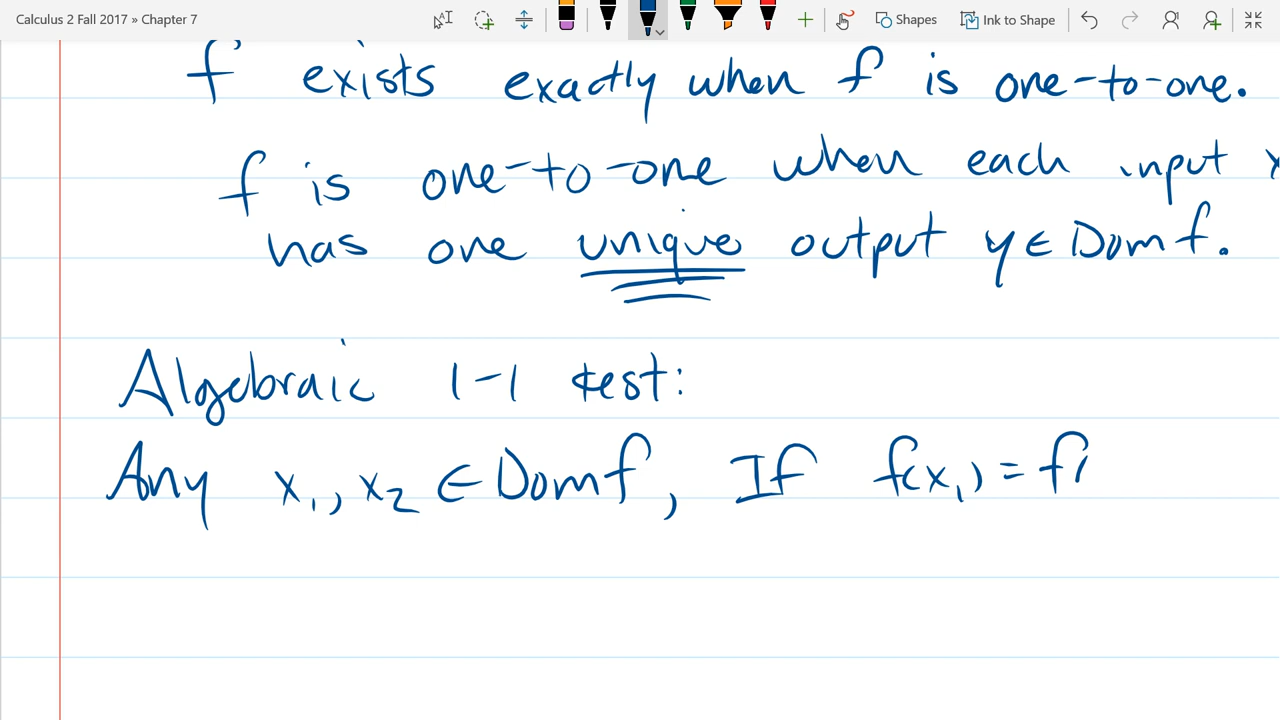 Calculus 2 Fall 2017 » Chapter 7
Shapes
Ink to Shape
f exists exactly when f is one-to-one.
f is one-to-one when each input x
has one unique output y ∈ Dom f.
Algebraic 1-1 test:
Any x₁, x₂ ∈ Dom f, If f(x₁) = f(